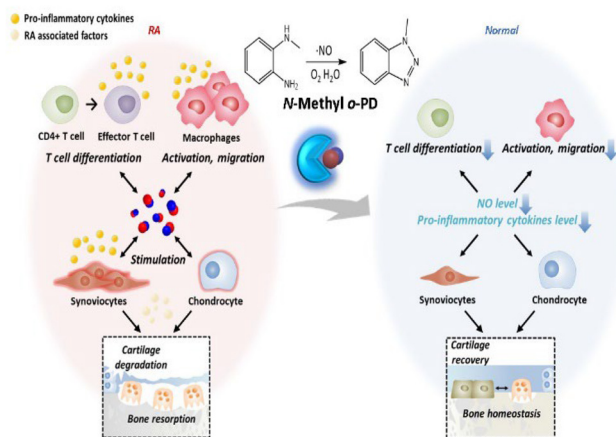 Pro-inflammatory cytokines
RA associated factors
RA
CD4+ T cell
Effector T cell
Macrophages
T cell differentiation
Activation, migration
Stimulation
Synoviocytes
Chondrocyte
Cartilage
degradation
Bone resorption
NH
NH2
·NO
O2 H2O
N
N
N
N-Methyl o-PD
Normal
T cell differentiation
Activation, migration
NO level
Pro-inflammatory cytokines level
Synoviocytes
Chondrocyte
Cartilage
recovery
Bone homeostasis